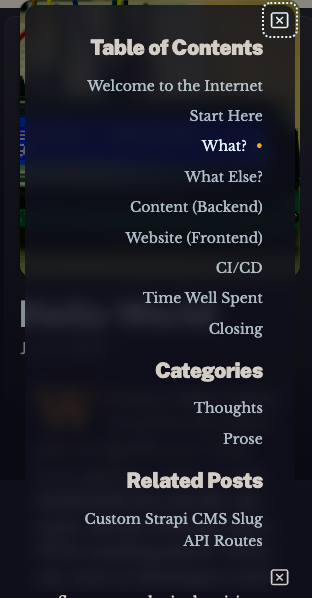 Table of Contents
Welcome to the Internet
Start Here
What?
What Else?
Content (Backend)
Website (Frontend)
CI/CD
Time Well Spent
Closing
Categories
Thoughts
Prose
Related Posts
Custom Strapi CMS Slug
API Routes